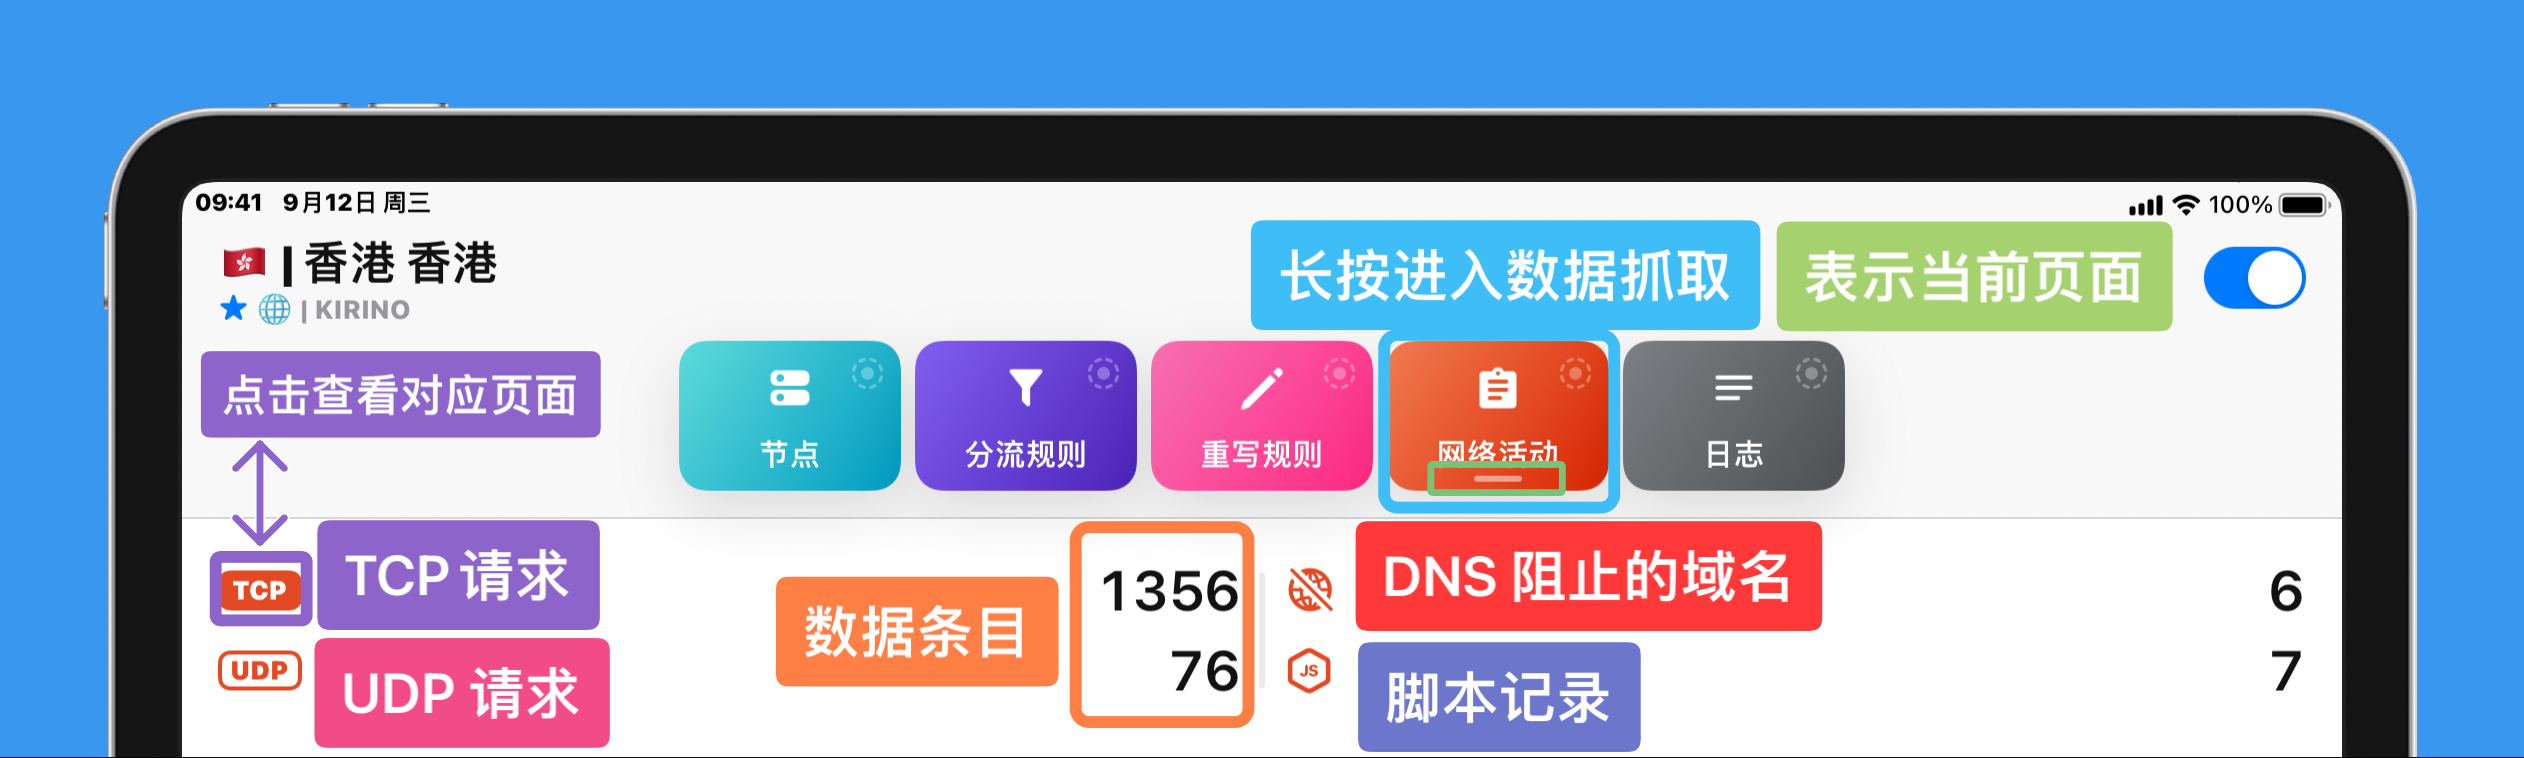 09:41 9月12日 周三
100%
| 香港 香港
| KIRINO
长按进入数据抓取
表示当前页面
点击查看对应页面
节点
分流规则
重写规则
网络活动
日志
TCP
TCP 请求
数据条目
1356
DNS 阻止的域名
6
UDP
UDP 请求
76
JS
脚本记录
7